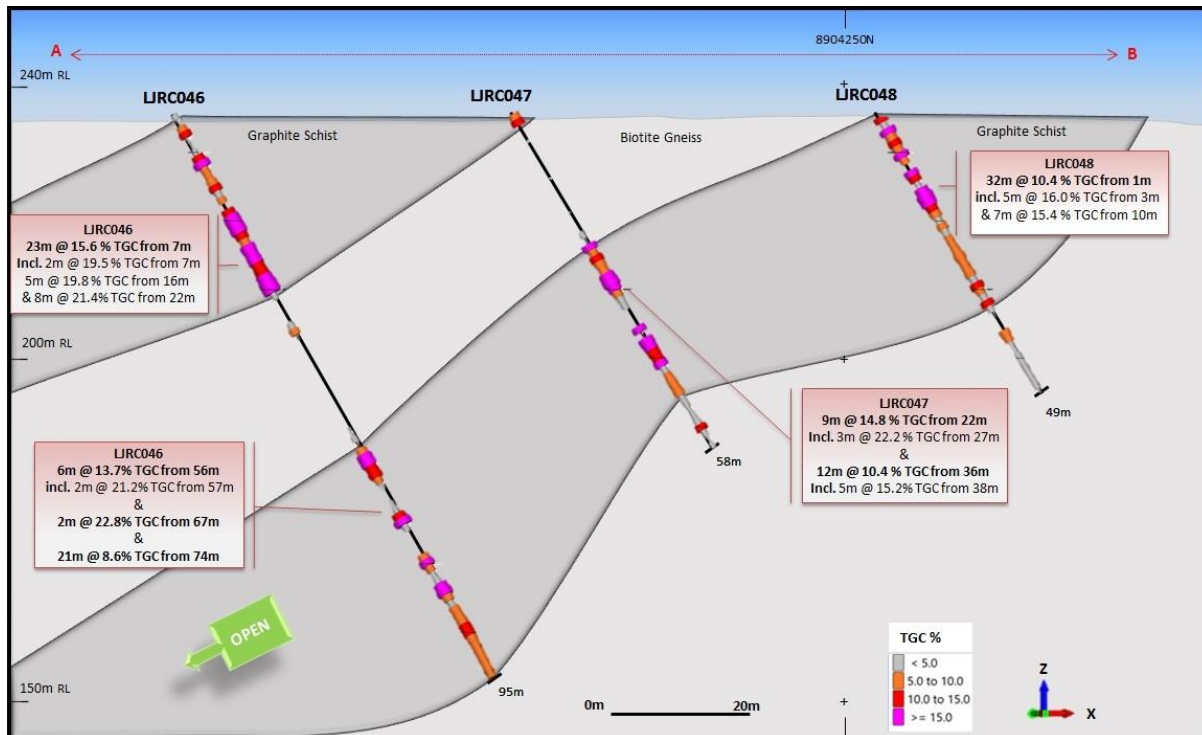 8904250N
A
B
240m RL
LJRC046
LJRC047
LJRC048
Graphite Schist
Biotite Gneiss
Graphite Schist
LJRC048
32m @ 10.4 % TGC from 1m
incl. 5m @ 16.0 % TGC from 3m
& 7m @ 15.4 % TGC from 10m
LJRC046
23m @ 15.6 % TGC from 7m
Incl. 2m @ 19.5 % TGC from 7m
5m @ 19.8 % TGC from 16m
& 8m @ 21.4% TGC from 22m
200m RL
LJRC047
9m @ 14.8 % TGC from 22m
Incl. 3m @ 22.2% TGC from 27m
&
12m @ 10.4% TGC from 36m
Incl. 5m @ 15.2% TGC from 38m
49m
58m
LJRC046
6m @ 13.7% TGC from 56m
incl. 2m @ 21.2% TGC from 57m
&
2m @ 22.8% TGC from 67m
&
21m @ 8.6% TGC from 74m
OPEN
150m RL
95m
0m
20m
TGC %
< 5.0
5.0 to 10.0
10.0 to 15.0
>= 15.0
Z
X